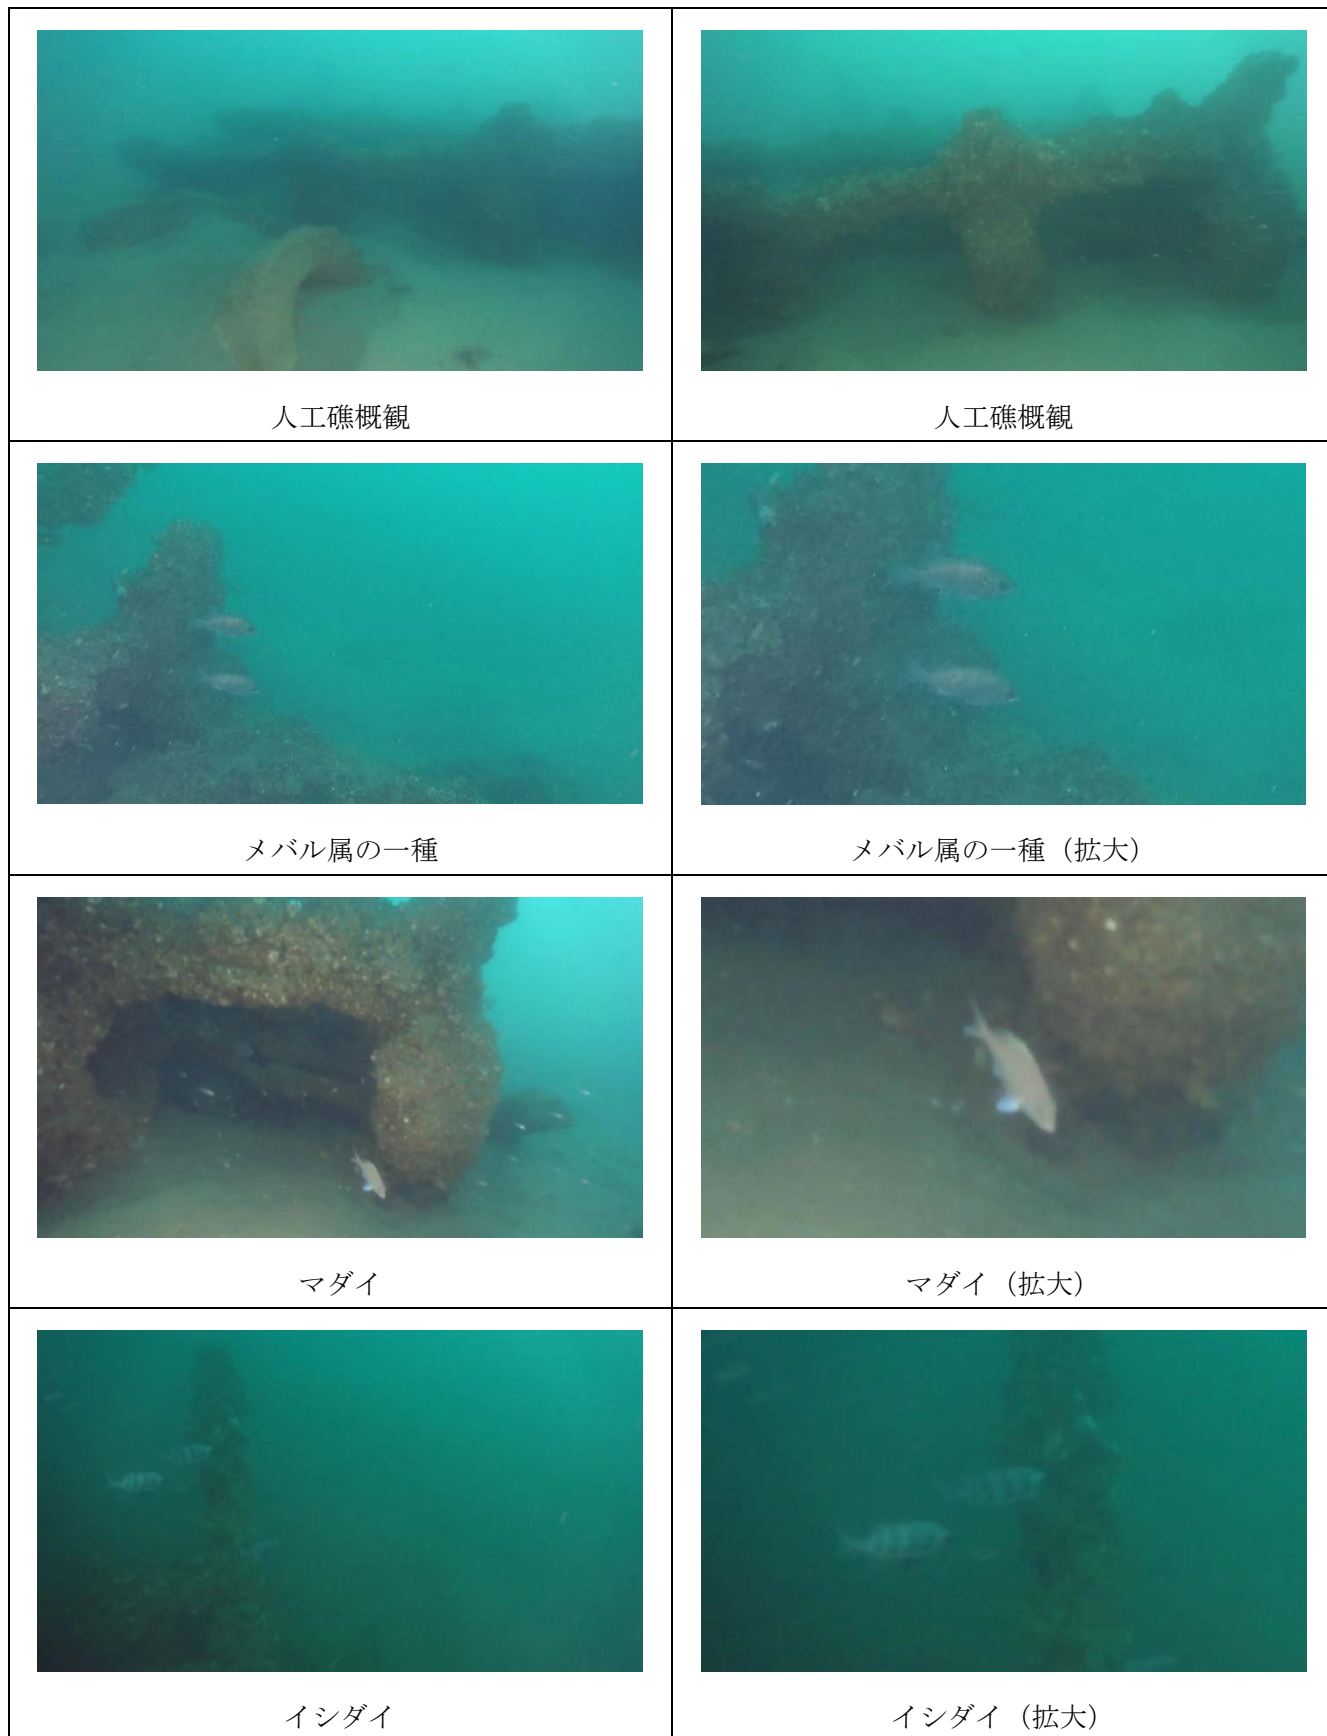 人工礁概観
人工礁概観
メバル属の一種
メバル属の一種（拡大）
マダイ
マダイ（拡大）
イシダイ
イシダイ（拡大）